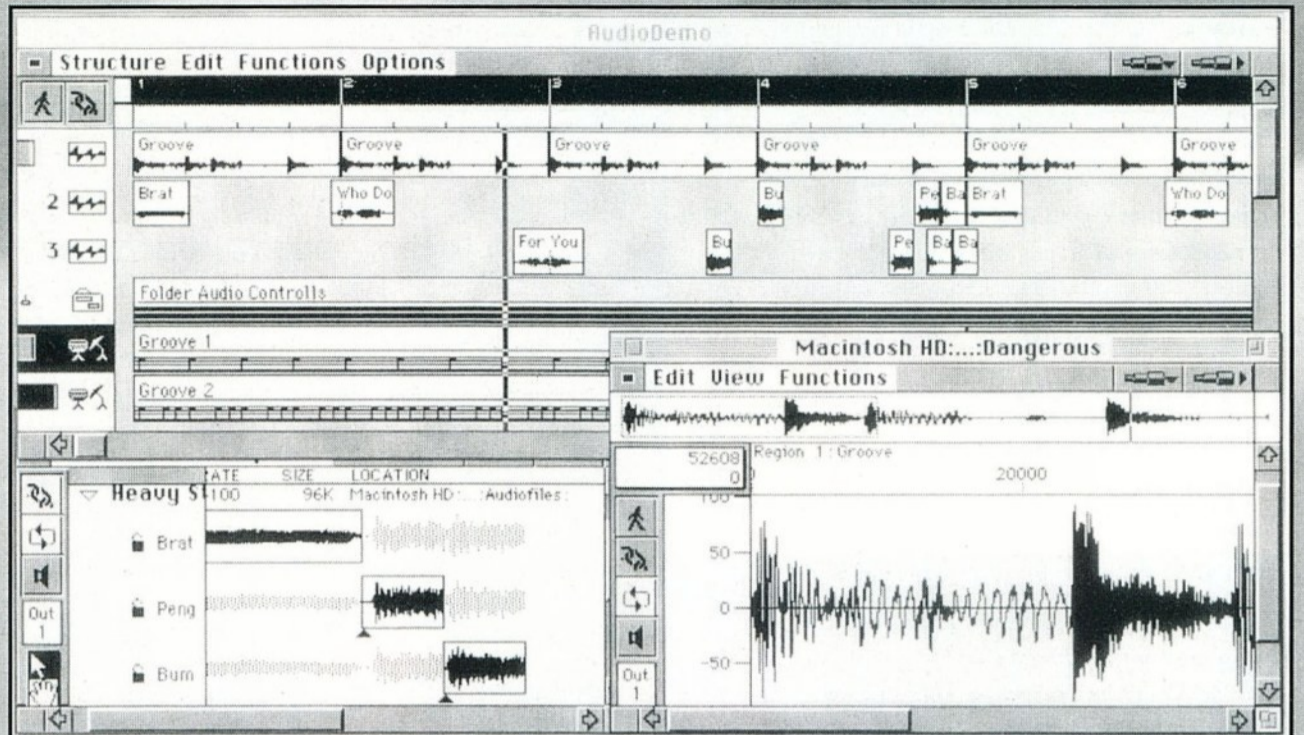 AudioDemo
Structure Edit Functions Options
1 2 3 4 5 6
Groove Groove Groove Groove Groove Groove
2 Brat Who Do Bu Pe Ba Brat Who Do
3 For You Bu Pe Ba Ba
Folder Audio Controlls
Groove 1
Groove 2
ATE SIZE LOCATION
Heavy St 100 96K Macintosh HD:...:Audiofiles:
Brat
Peng
Bum
Out
1
Macintosh HD:...:Dangerous
Edit View Functions
52608
0
Region 1:Groove
20000
100
50
0
-50
Out
1